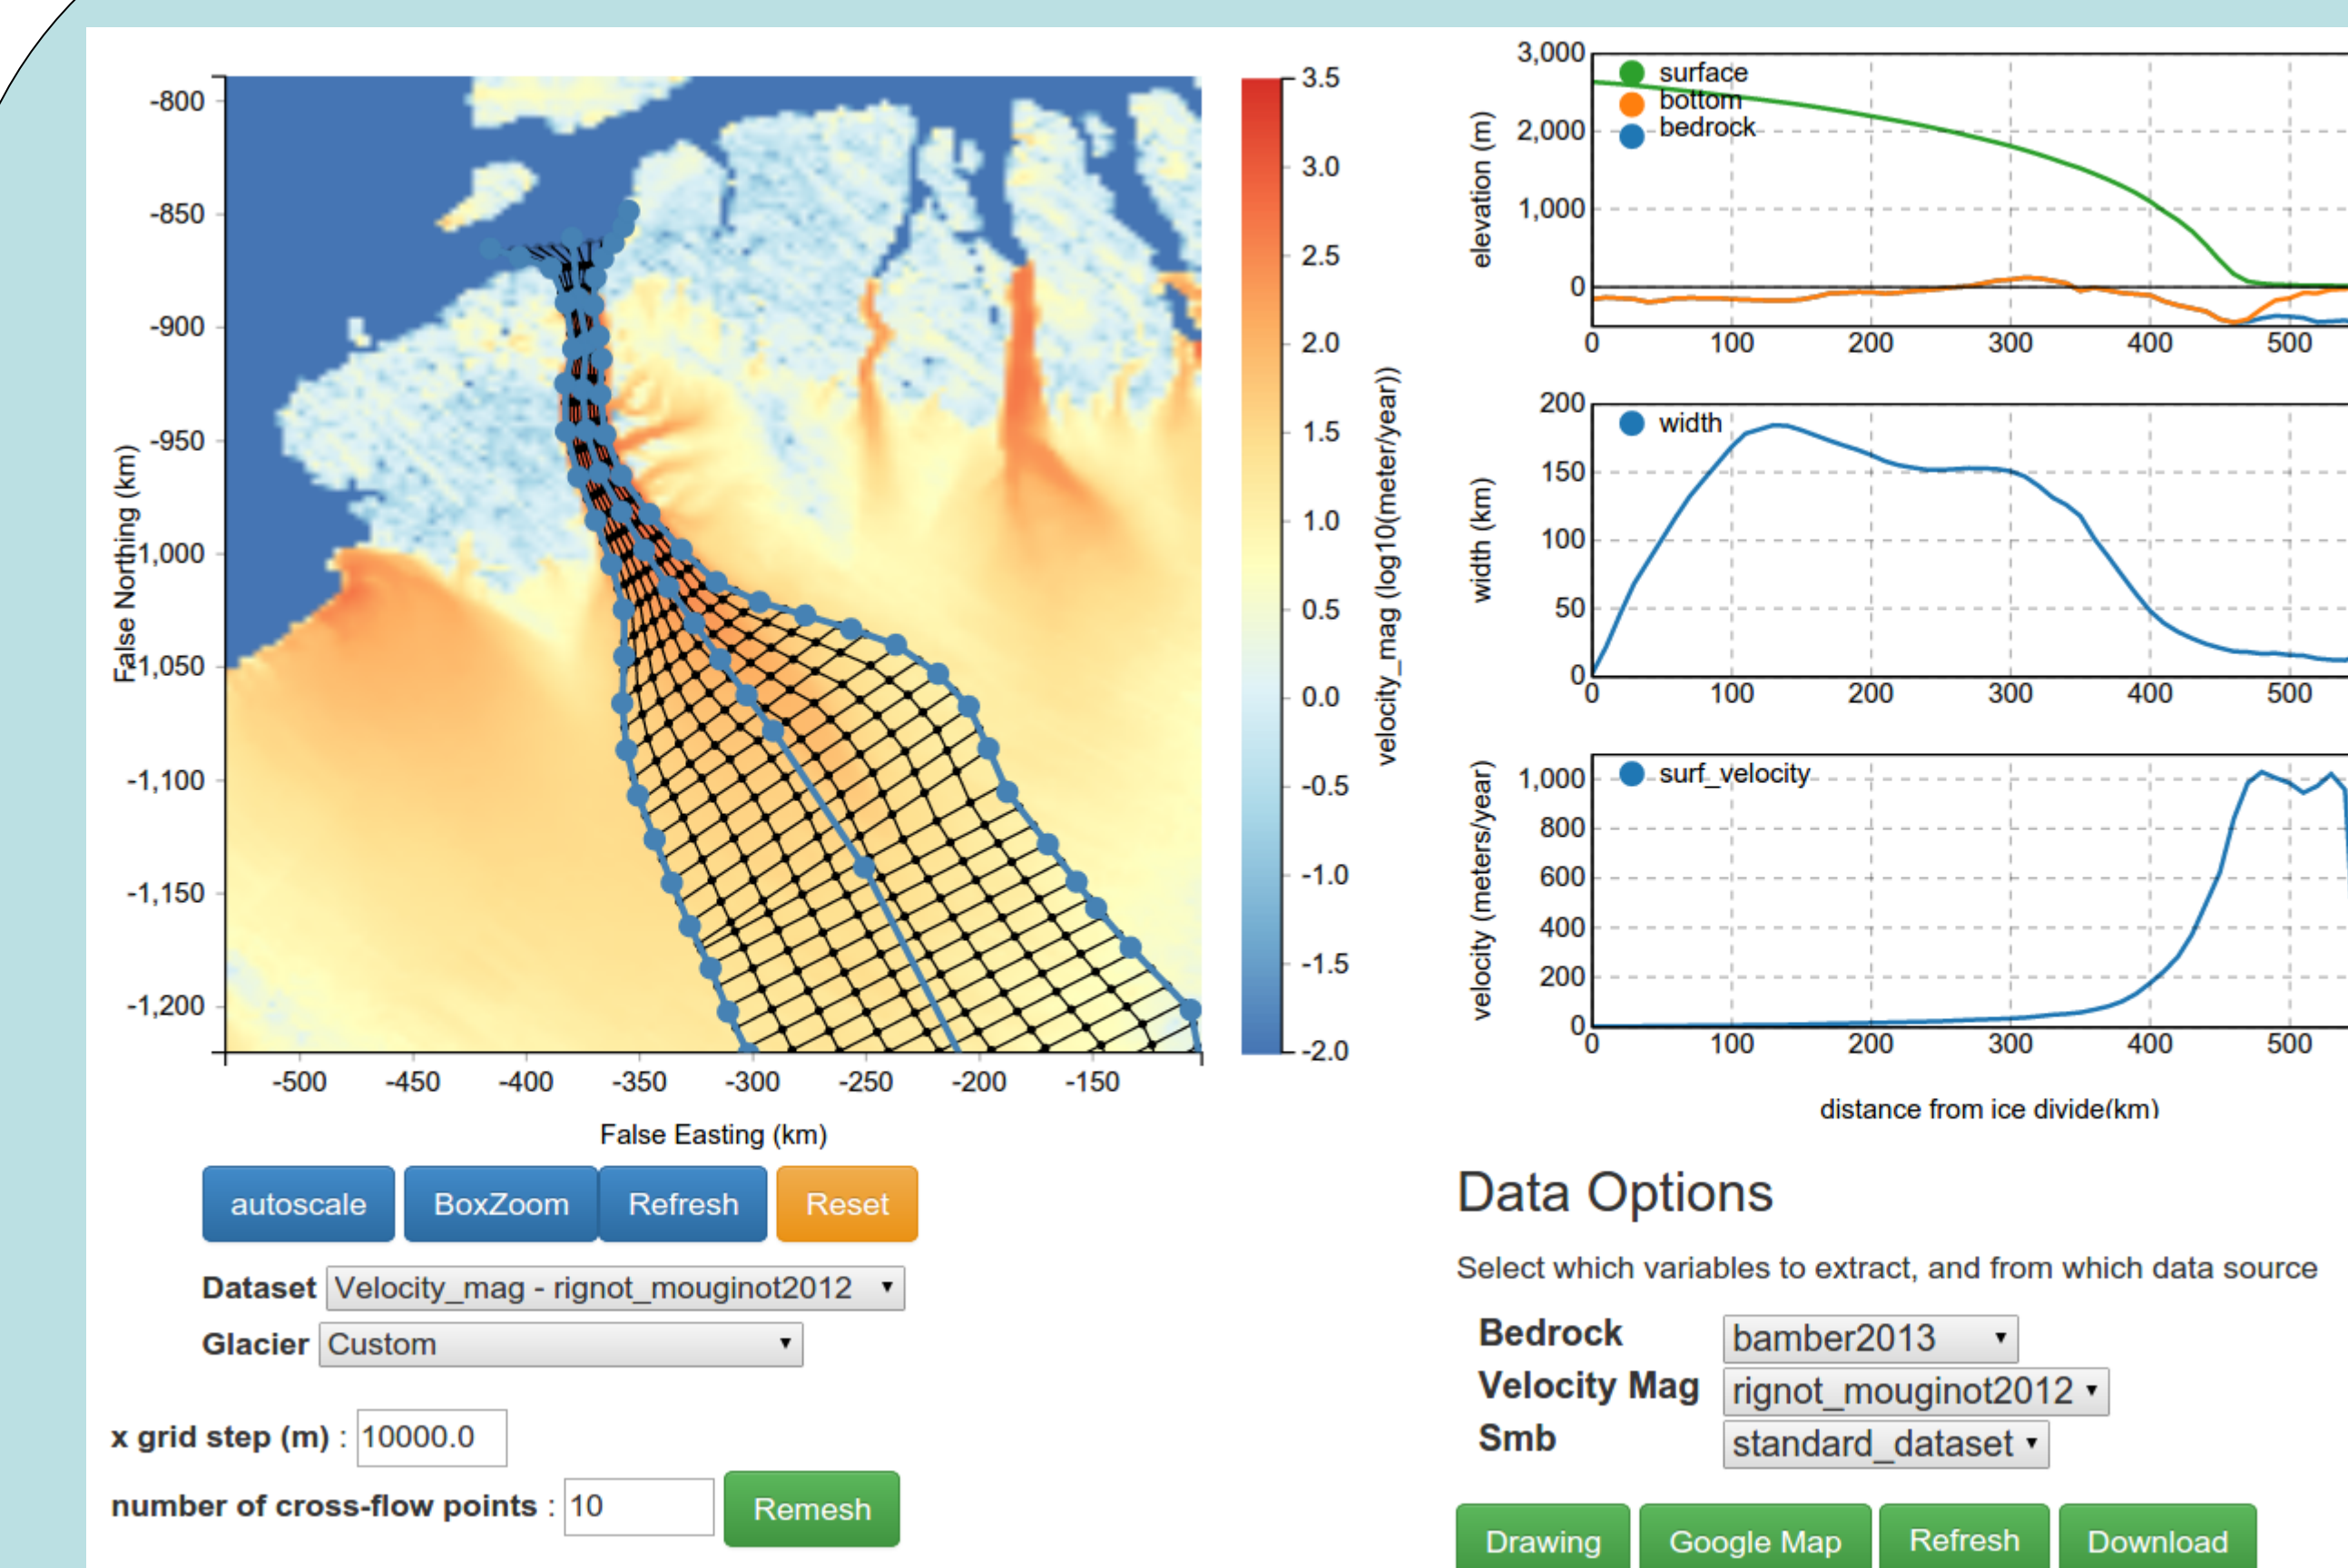 -800
-850
-900
-950
-1,000
-1,050
-1,100
-1,150
-1,200
False Northing (km)
-500
-450
-400
-350
-300
-250
-200
-150
False Easting (km)
3.5
3.0
2.5
2.0
1.5
1.0
0.5
0.0
-0.5
-1.0
-1.5
-2.0
velocity_mag (log10(meter/year))
autoscale
BoxZoom
Refresh
Reset
Dataset Velocity_mag - rignot_mouginot2012
Glacier Custom
x grid step (m) : 10000.0
number of cross-flow points : 10
Remesh
3,000
2,000
1,000
0
elevation (m)
surface
bottom
bedrock
0 100 200 300 400 500
200
150
100
50
0
width (km)
width
0 100 200 300 400 500
1,000
800
600
400
200
0
velocity (meters/year)
surf_velocity
0 100 200 300 400 500
distance from ice divide(km)
Data Options
Select which variables to extract, and from which data source
Bedrock bamber2013
Velocity Mag rignot_mouginot2012
Smb standard_dataset
Drawing
Google Map
Refresh
Download